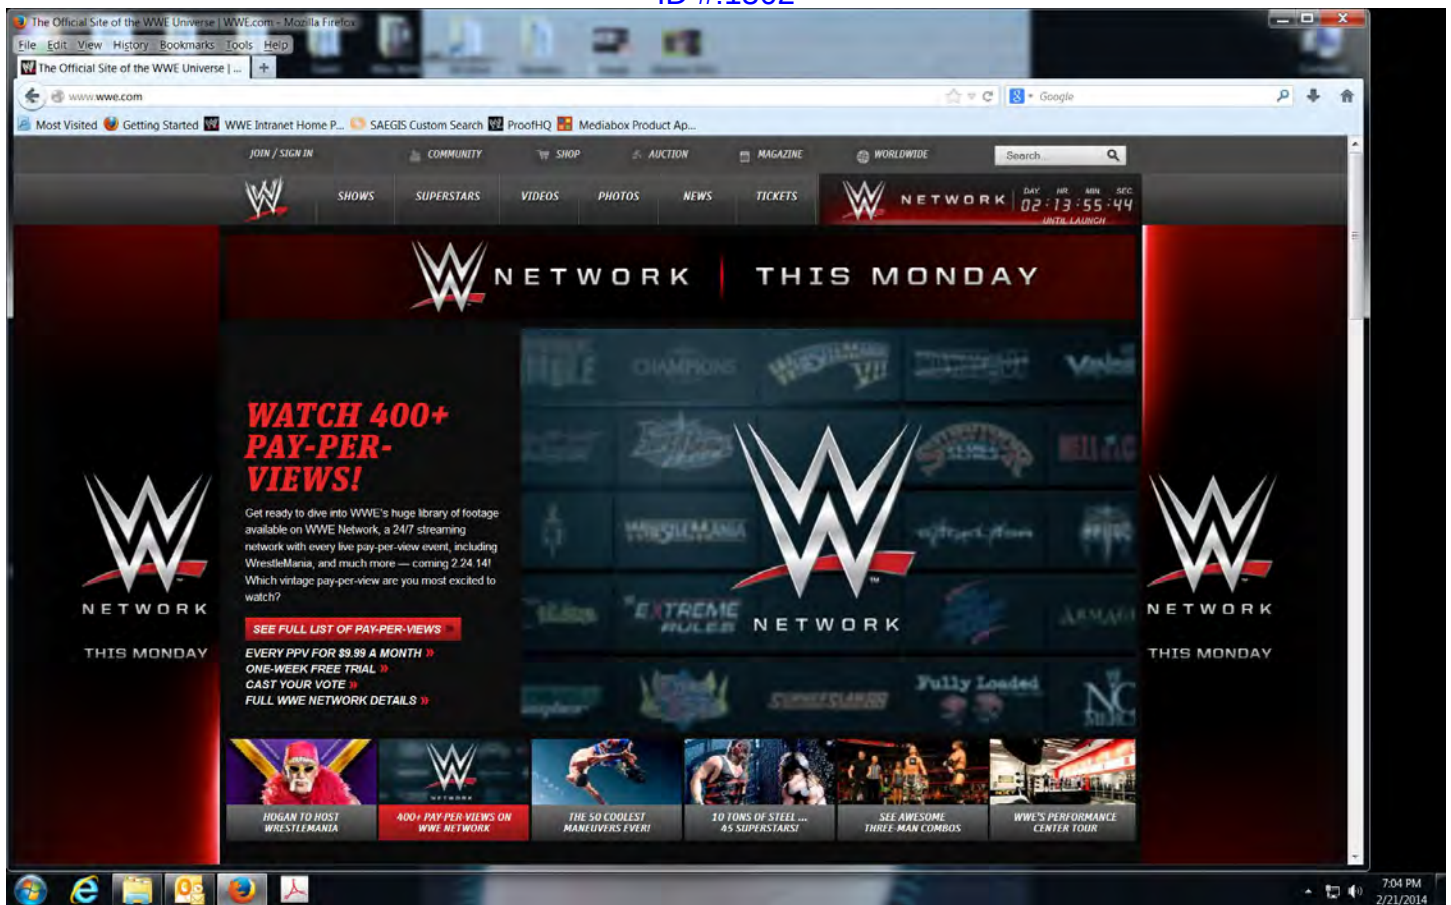 The Official Site of the WWE Universe | WWE.com - Mozilla Firefox
File Edit View History Bookmarks Tools Help
The Official Site of the WWE Universe | ... +
www.wwe.com
Google
Most Visited Getting Started WWE Intranet Home P... SAEGIS Custom Search ProofHQ Mediabox Product Ap...
JOIN / SIGN IN COMMUNITY SHOP AUCTION MAGAZINE WORLDWIDE Search...
SHOWS SUPERSTARS VIDEOS PHOTOS NEWS TICKETS
NETWORK
DAY HR MIN SEC
02:13:55:44
UNTIL LAUNCH
NETWORK | THIS MONDAY
WATCH 400+
PAY-PER-
VIEWS!
Get ready to dive into WWE's huge library of footage
available on WWE Network, a 24/7 streaming
network with every live pay-per-view event, including
WrestleMania, and much more — coming 2.24.14!
Which vintage pay-per-view are you most excited to
watch?
SEE FULL LIST OF PAY-PER-VIEWS »
EVERY PPV FOR $9.99 A MONTH »
ONE-WEEK FREE TRIAL »
CAST YOUR VOTE »
FULL WWE NETWORK DETAILS »
CHAMPIONS
WRESTLEMANIA VII
WRESTLEMANIA
EXTREME
RULES
Fully Loaded
NETWORK
NETWORK
THIS MONDAY
NETWORK
THIS MONDAY
HOGAN TO HOST
WRESTLEMANIA
400+ PAY-PER-VIEWS ON
WWE NETWORK
THE 50 COOLEST
MANEUVERS EVER!
10 TONS OF STEEL ...
45 SUPERSTARS!
SEE AWESOME
THREE-MAN COMBOS
WWE'S PERFORMANCE
CENTER TOUR
7:04 PM
2/21/2014